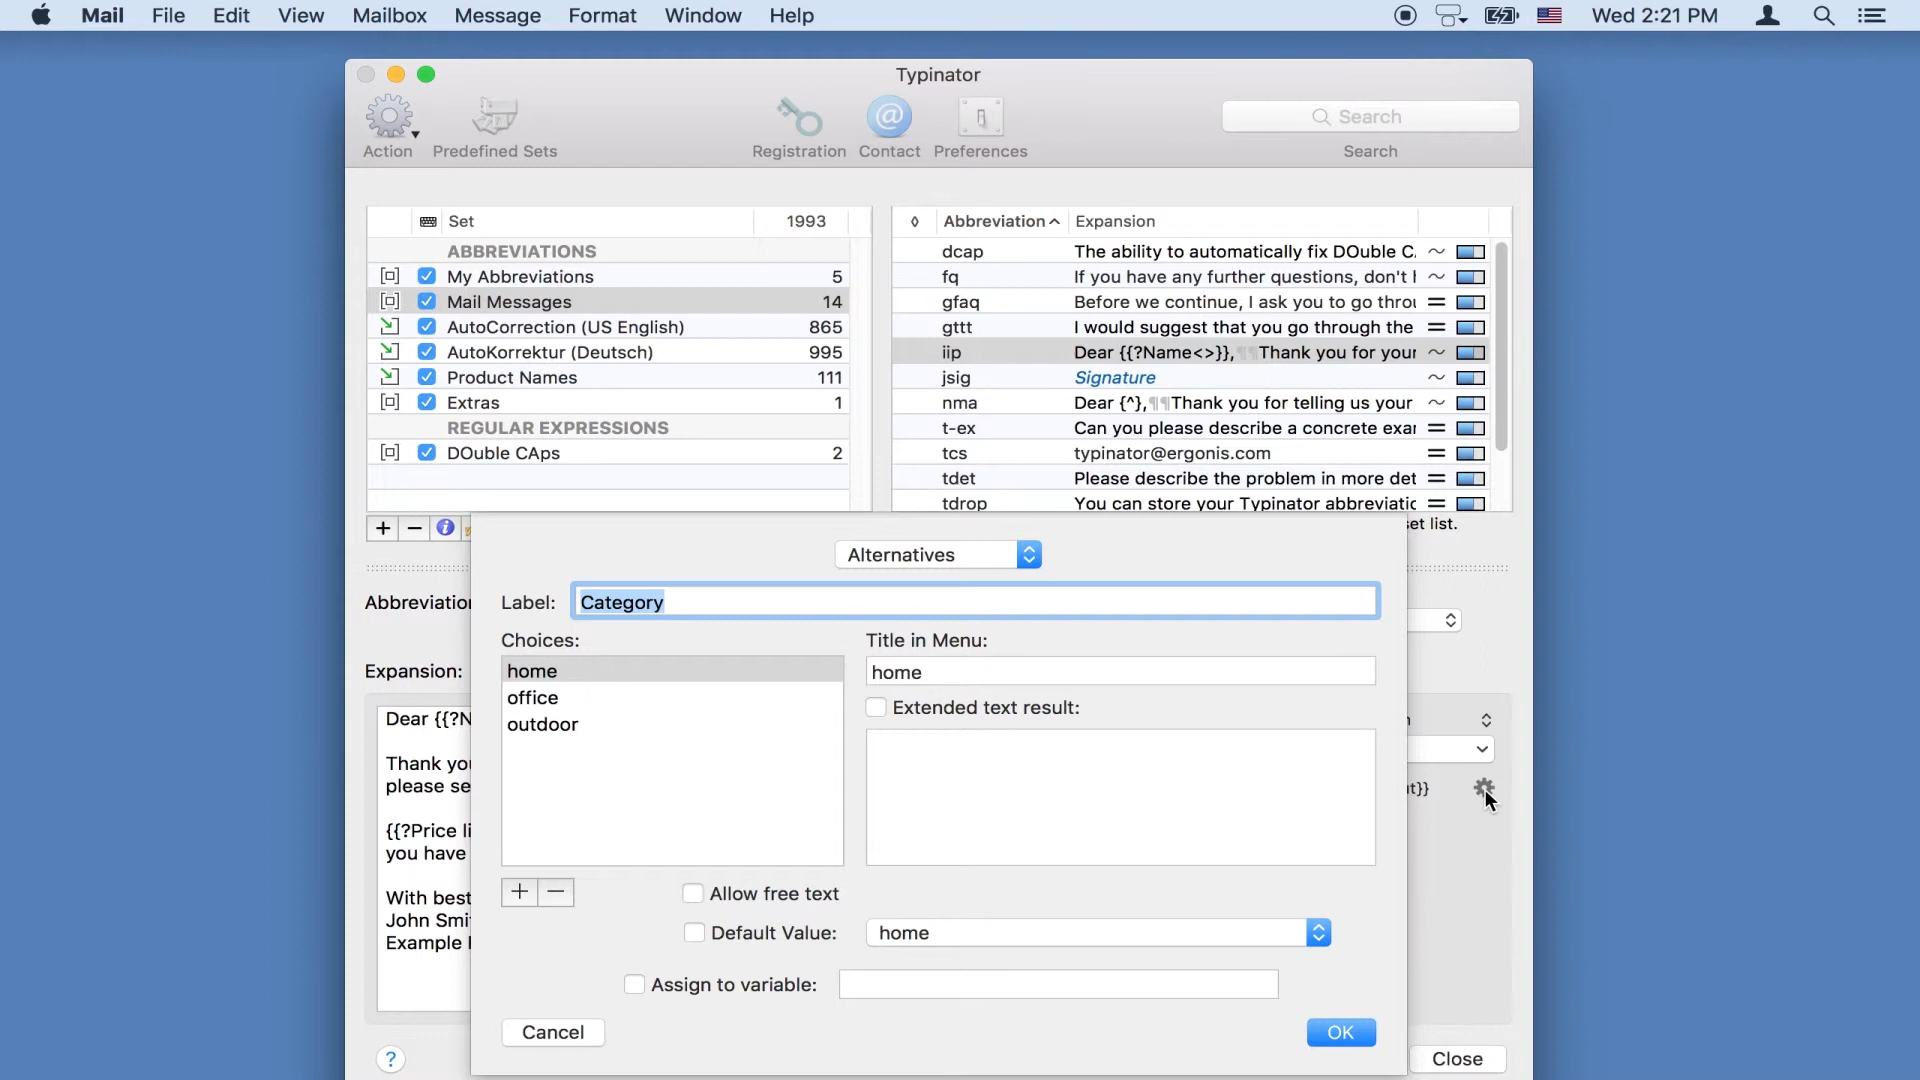 Mail File Edit View Mailbox Message Format Window Help Wed 2:21 PM
Typinator
Search
Action Predefined Sets Registration Contact Preferences Search
Set 1993
ABBREVIATIONS
My Abbreviations 5
Mail Messages 14
AutoCorrection (US English) 865
AutoKorrektur (Deutsch) 995
Product Names 111
Extras 1
REGULAR EXPRESSIONS
DOuble CAps 2
Abbreviation Expansion
dcap The ability to automatically fix DOuble C
fq If you have any further questions, don't
gfaq Before we continue, I ask you to go
gttt I would suggest that you go through the
iip Dear {{?Name<>}},¶¶Thank you for your
jsig Signature
nma Dear {^},¶¶Thank you for telling us your
t-ex Can you please describe a concrete
tcs typinator@ergonis.com
tdet Please describe the problem in more
tdrop You can store your Typinator
set list.
Alternatives
Abbreviation
Label: Category
Choices: Title in Menu:
home
office
outdoor
home
Extended text result:
Expansion:
Dear {{?N
Thank you
please se
{{?Price li
you have
With best
John Smi
Example
t}}
+ −
Allow free text
Default Value: home
Assign to variable:
Cancel OK
? Close